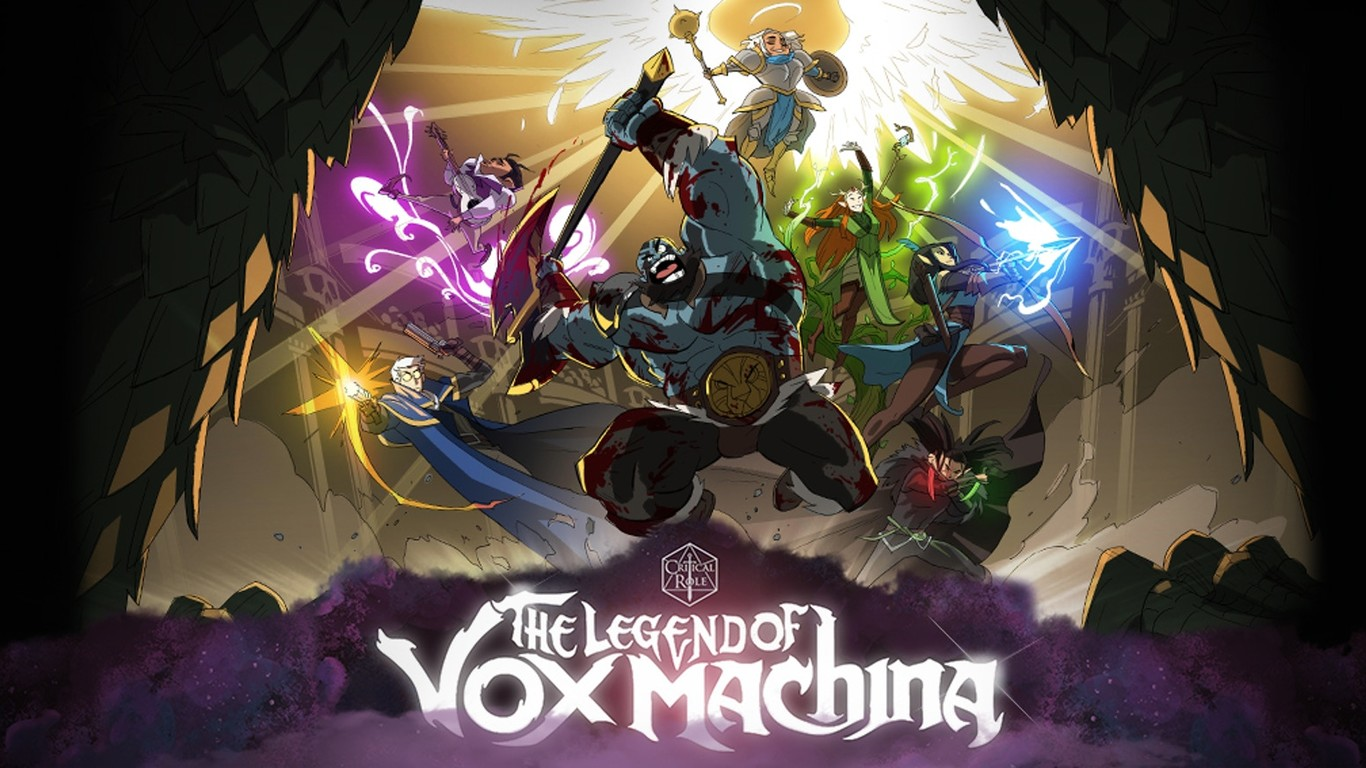 CRITICAL
ROLE
THE LEGEND OF
VOX MACHINA